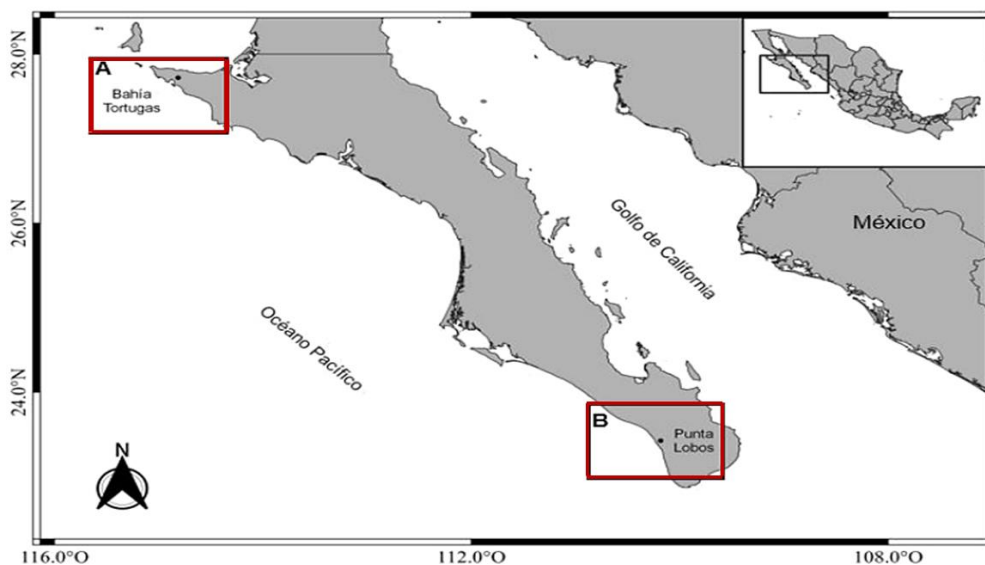 28.0°N
26.0°N
24.0°N
A
Bahía
Tortugas
Golfo de California
México
Océano Pacífico
B
Punta
Lobos
N
116.0°O
112.0°O
108.0°O